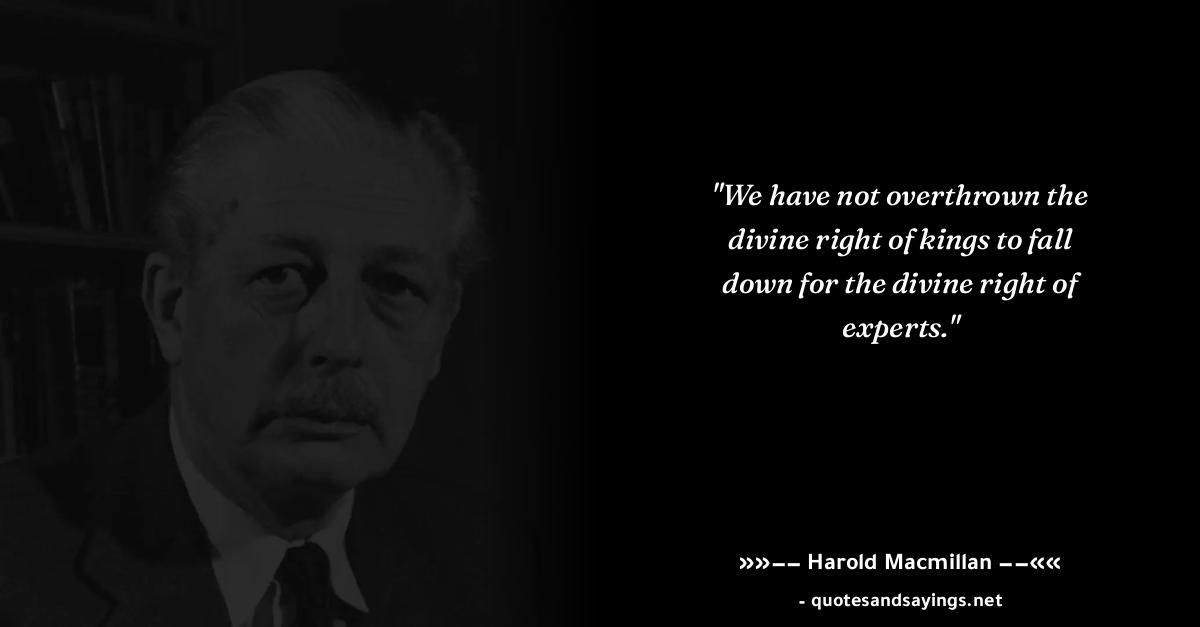 "We have not overthrown the
divine right of kings to fall
down for the divine right of
experts."
»»–– Harold Macmillan ––««
- quotesandsayings.net